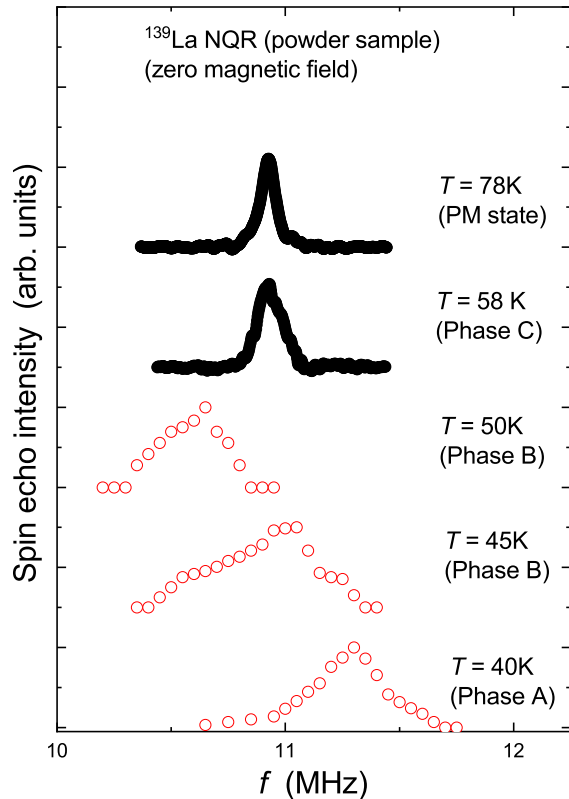 ¹³⁹La NQR (powder sample)
(zero magnetic field)
T = 78K
(PM state)
T = 58 K
(Phase C)
T = 50K
(Phase B)
T = 45K
(Phase B)
T = 40K
(Phase A)
Spin echo intensity (arb. units)
10
11
12
f (MHz)